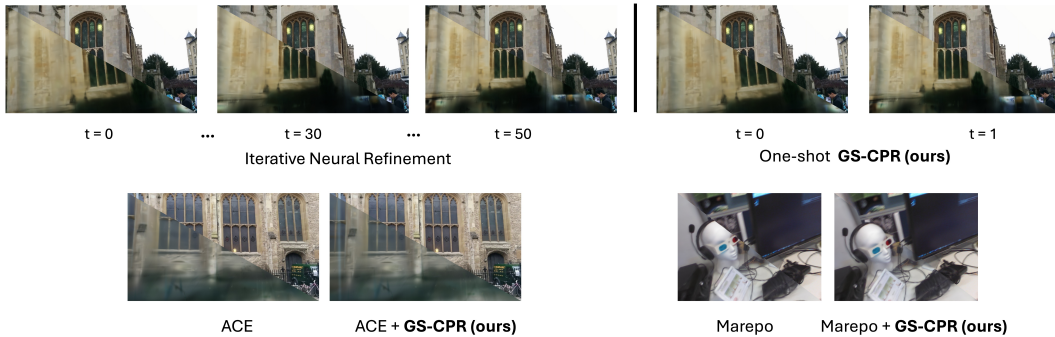 t = 0 ... t = 30 ... t = 50 t = 0 t = 1
Iterative Neural Refinement One-shot GS-CPR (ours)
ACE ACE + GS-CPR (ours) Marepo Marepo + GS-CPR (ours)